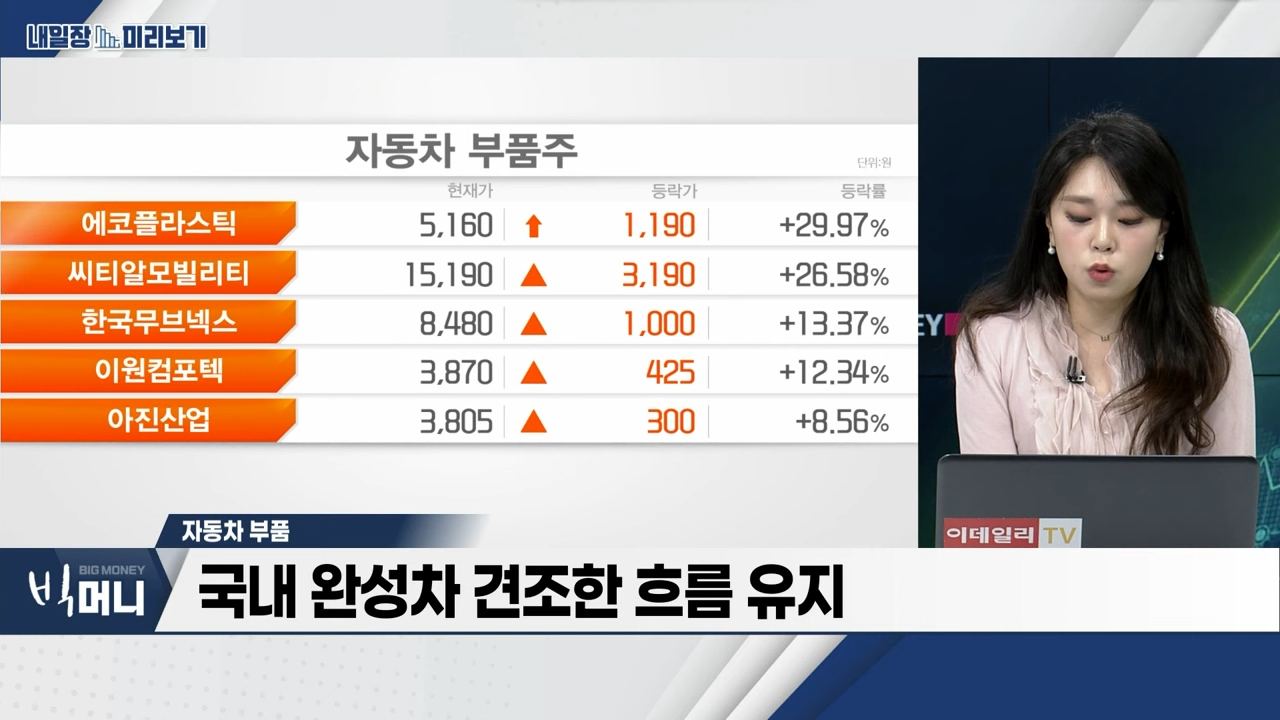 내일장 미리보기
자동차 부품주
단위:원
현재가 등락가 등락률
에코플라스틱 5,160 1,190 +29.97%
씨티알모빌리티 15,190 3,190 +26.58%
한국무브넥스 8,480 1,000 +13.37%
이원컴포텍 3,870 425 +12.34%
아진산업 3,805 300 +8.56%
EY
이데일리 TV
자동차 부품
BIG MONEY
빅머니
국내 완성차 견조한 흐름 유지